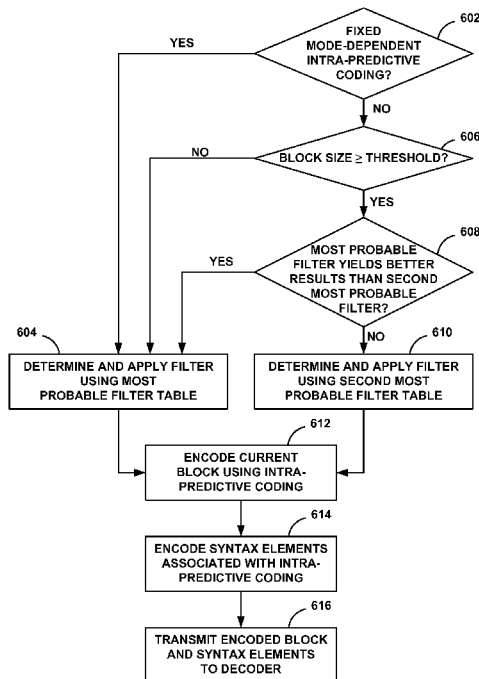 602
FIXED
MODE-DEPENDENT
INTRA-PREDICTIVE
CODING?
YES
NO
606
BLOCK SIZE ≥ THRESHOLD?
NO
YES
608
MOST PROBABLE
FILTER YIELDS BETTER
RESULTS THAN SECOND
MOST PROBABLE
FILTER?
YES
NO
604
DETERMINE AND APPLY FILTER
USING MOST
PROBABLE FILTER TABLE
610
DETERMINE AND APPLY FILTER
USING SECOND MOST
PROBABLE FILTER TABLE
612
ENCODE CURRENT
BLOCK USING INTRA-
PREDICTIVE CODING
614
ENCODE SYNTAX ELEMENTS
ASSOCIATED WITH INTRA-
PREDICTIVE CODING
616
TRANSMIT ENCODED BLOCK
AND SYNTAX ELEMENTS
TO DECODER